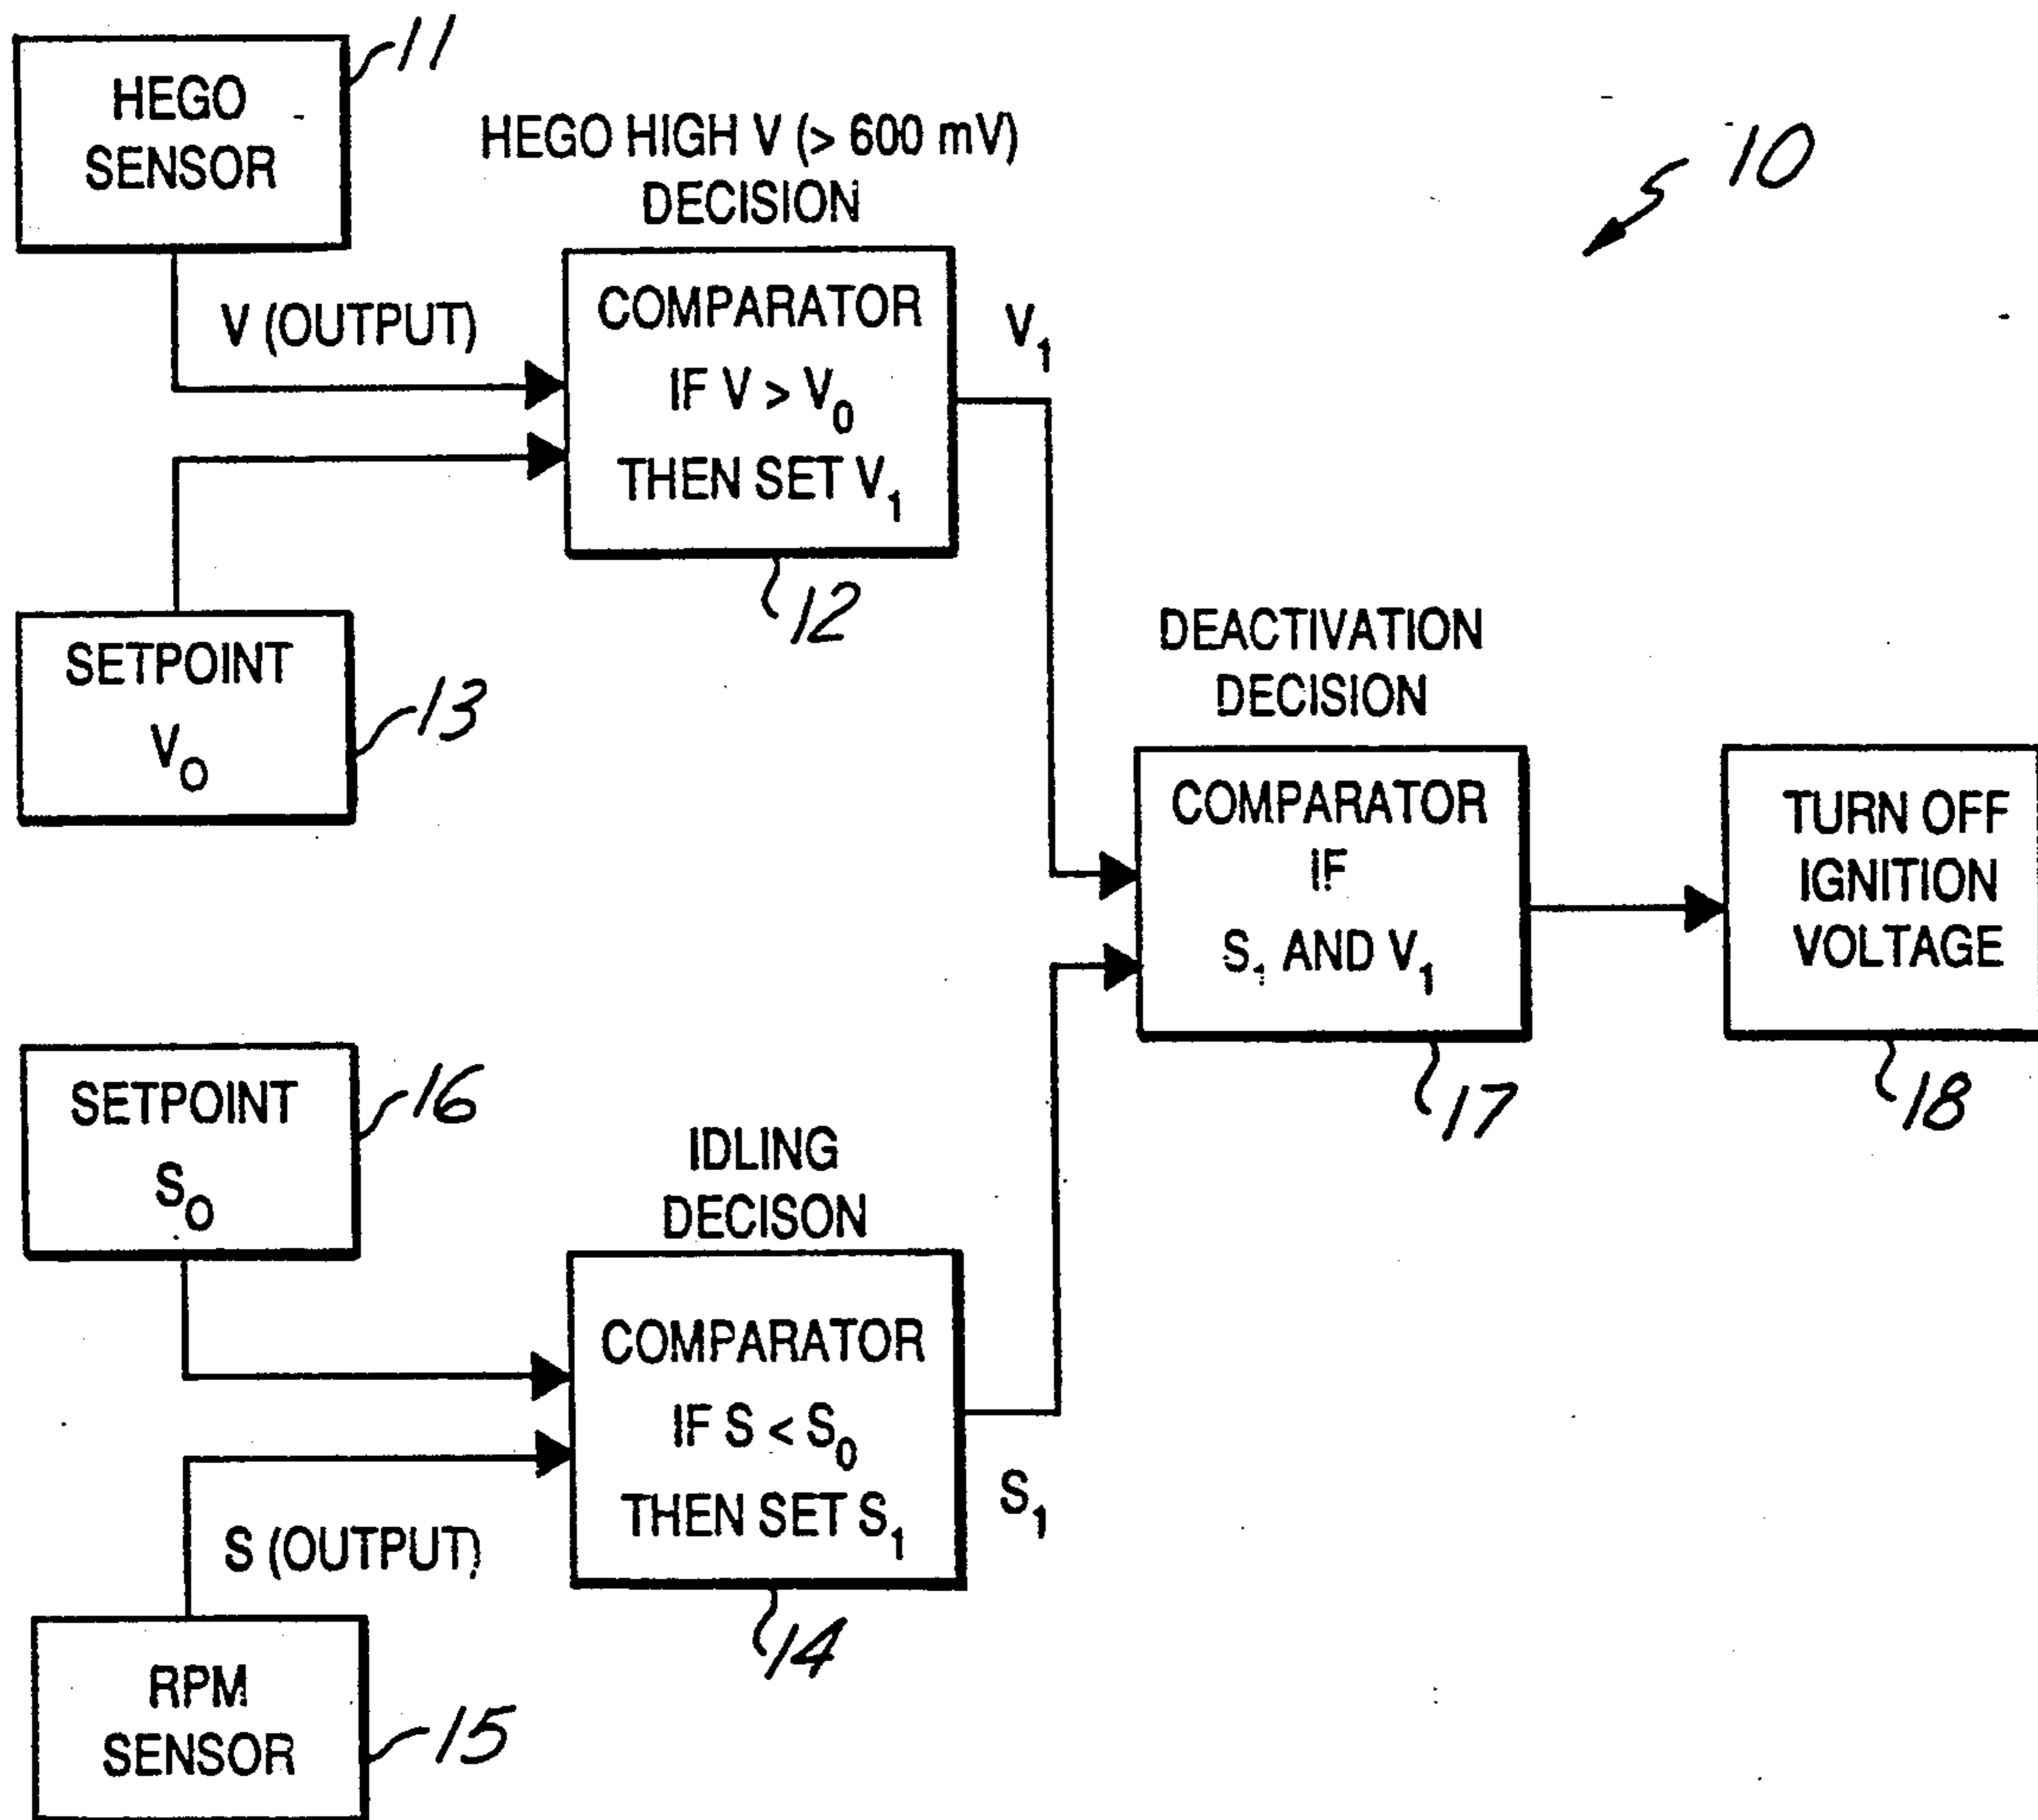 HEGO
SENSOR
11
HEGO HIGH V (> 600 mV)
DECISION
10
V (OUTPUT)
COMPARATOR
IF V > V₀
THEN SET V₁
V₁
12
SETPOINT
V₀
13
DEACTIVATION
DECISION
COMPARATOR
IF
S₁ AND V₁
17
TURN OFF
IGNITION
VOLTAGE
18
SETPOINT
S₀
16
IDLING
DECISON
COMPARATOR
IF S < S₀
THEN SET S₁
S₁
14
S (OUTPUT)
RPM
SENSOR
15